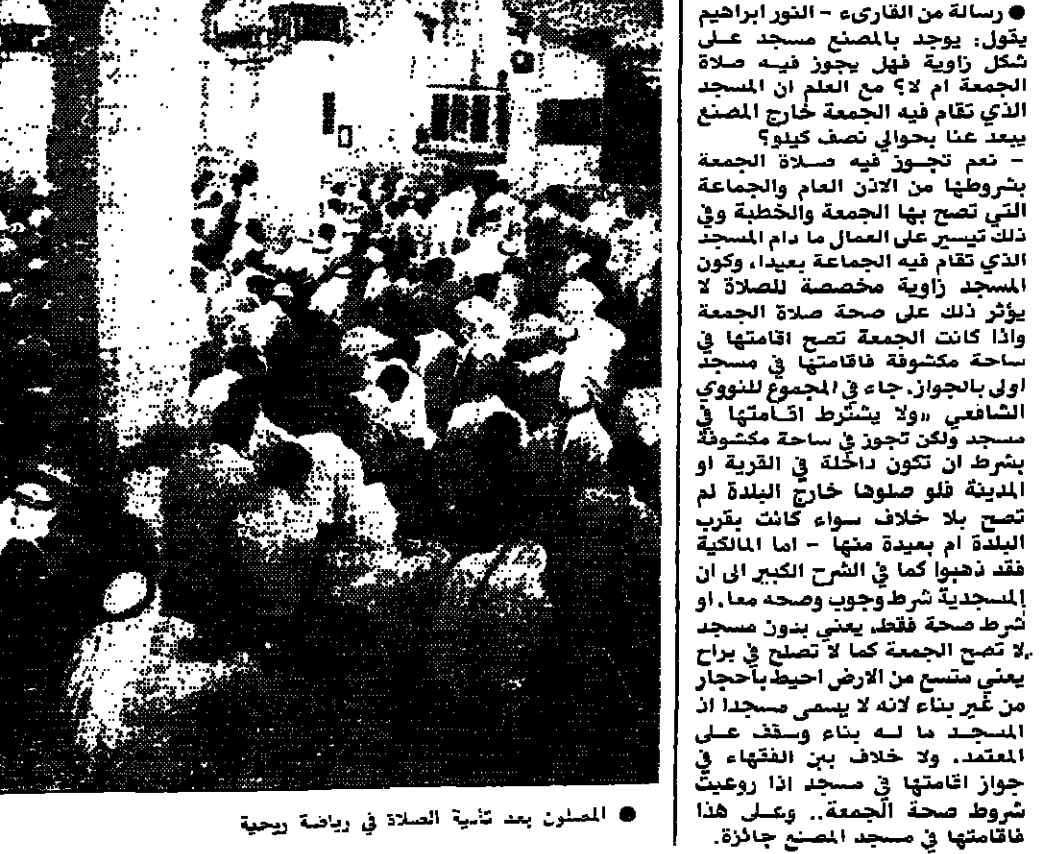 ● رسالة من القارىء - النور ابراهيم
يقول: يوجد بالمصنع مسجد على
شكل زاوية فهل يجوز فيه صلاة
الجمعة ام لا؟ مع العلم ان المسجد
الذي تقام فيه الجمعة خارج المصنع
يبعد عنا بحوالي نصف كيلو؟
- نعم تجوز فيه صلاة الجمعة
بشروطها من الاذن العام والجماعة
التي تصح بها الجمعة والخطبة وفي
ذلك تيسير على العمال ما دام المسجد
الذي تقام فيه الجماعة بعيدا، وكون
المسجد زاوية مخصصة للصلاة لا
يؤثر ذلك على صحة صلاة الجمعة
واذا كانت الجمعة تصح اقامتها في
ساحة مكشوفة فاقامتها في مسجد
اولى بالجواز. جاء في المجموع للنووي
الشافعي «ولا يشترط اقامتها في
مسجد ولكن تجوز في ساحة مكشوفة
بشرط ان تكون داخلة في القرية او
المدينة فلو صلوها خارج البلدة لم
تصح بلا خلاف سواء كانت بقرب
البلدة ام بعيدة منها - اما المالكية
فقد ذهبوا كما في الشرح الكبير الى ان
المسجدية شرط وجوب وصحه معا، او
شرط صحة فقط، يعني بدون مسجد
لا تصح الجمعة كما لا تصلح في براح
يعني متسع من الارض احيط بأحجار
من غير بناء لانه لا يسمى مسجدا اذ
المسجد ما له بناء وسقف على
المعتمد، ولا خلاف بين الفقهاء في
جواز اقامتها في مسجد اذا روعيت
شروط صحة الجمعة.. وعلى هذا
فاقامتها في مسجد المصنع جائزة.
● المصلون بعد تأدية الصلاة في رياضة ريحية